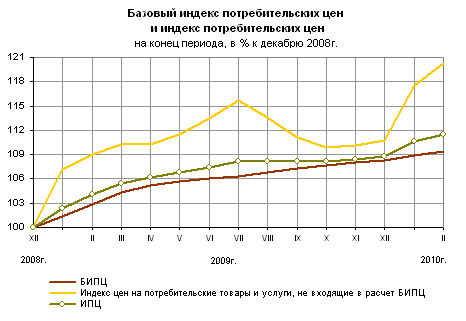 Базовый индекс потребительских цен
и индекс потребительских цен
на конец периода, в % к декабрю 2008г.
121
118
115
112
109
106
103
100
XII II III IV V VI VII VIII IX X XI XII II
2008г. 2009г. 2010г.
БИПЦ
Индекс цен на потребительские товары и услуги, не входящие в расчет БИПЦ
ИПЦ